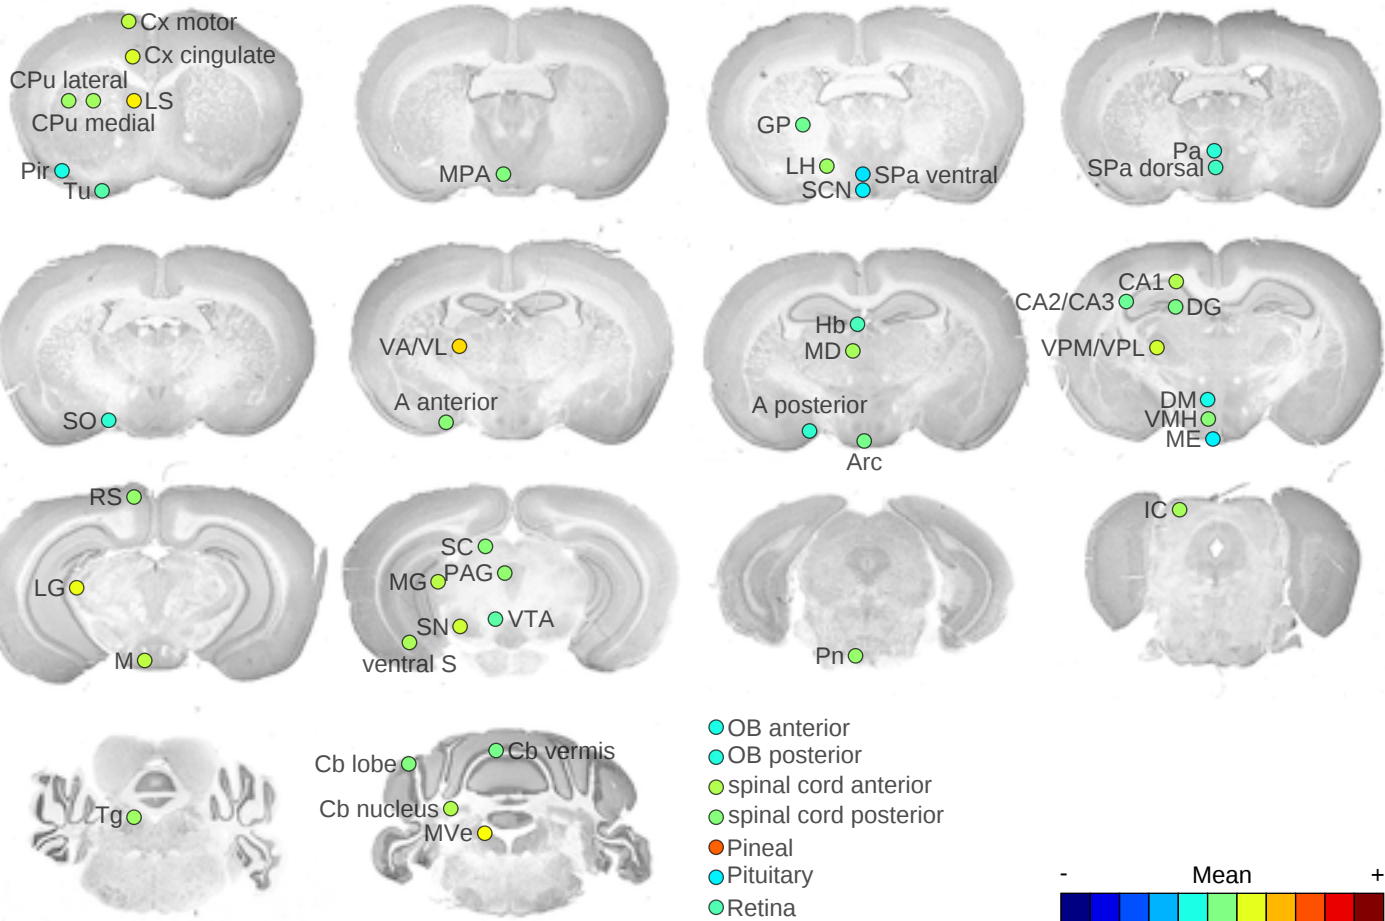 Cx motor
Cx cingulate
CPu lateral
LS
CPu medial
Pir
Tu
MPA
GP
LH
SPa ventral
SCN
Pa
SPa dorsal
SO
VA/VL
A anterior
Hb
MD
A posterior
Arc
CA1
CA2/CA3
DG
VPM/VPL
DM
VMH
ME
RS
LG
M
SC
MG
PAG
SN
VTA
ventral S
Pn
IC
Tg
Cb lobe
Cb vermis
Cb nucleus
MVe
OB anterior
OB posterior
spinal cord anterior
spinal cord posterior
Pineal
Pituitary
Retina
- Mean +